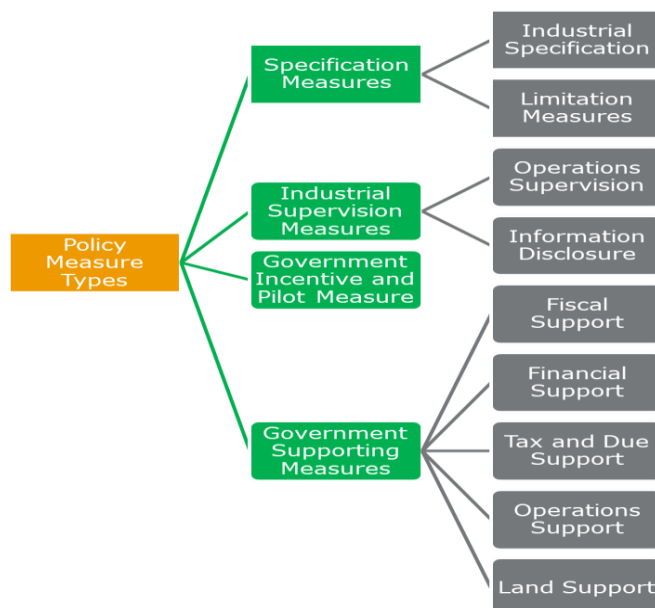 Policy
Measure
Types
Specification
Measures
Industrial
Specification
Limitation
Measures
Industrial
Supervision
Measures
Operations
Supervision
Information
Disclosure
Government
Incentive and
Pilot Measure
Government
Supporting
Measures
Fiscal
Support
Financial
Support
Tax and Due
Support
Operations
Support
Land Support